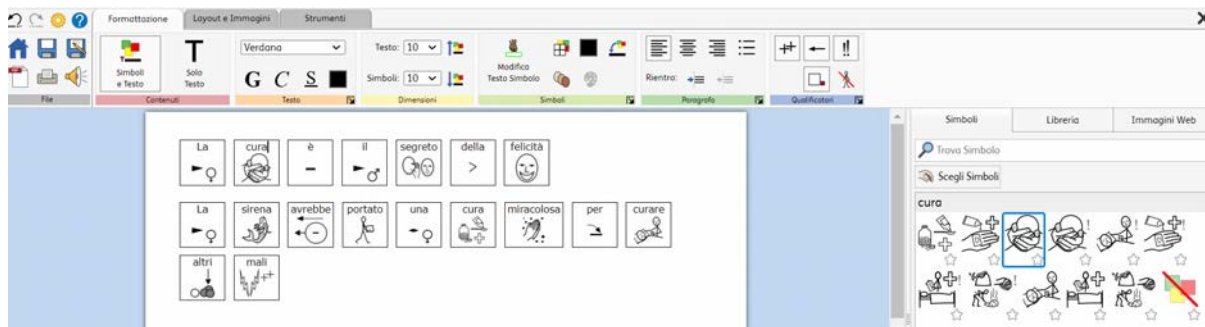 Formattazione Layout e Immagini Strumenti
Simboli e Testo
Solo Testo
Contenuti
File
Verdana
G C S
Testo
Testo: 10
Simboli: 10
Dimensioni
Modifica Testo Simbolo
Simboli
Rientro:
Paragrafo
Qualificatori
La cura è il segreto della felicità
La sirena avrebbe portato una cura miracolosa per curare
altri mali
Simboli Libreria Immagini Web
Trova Simbolo
Scegli Simboli
cura